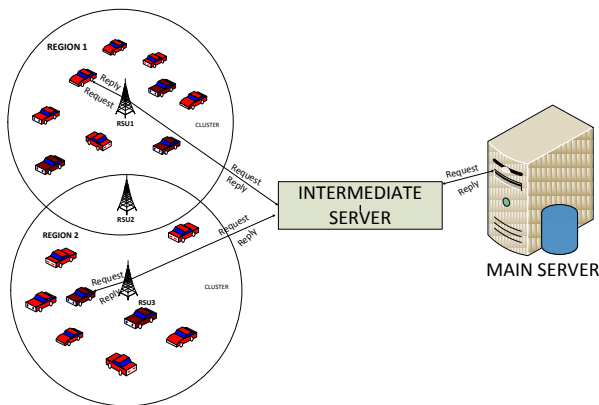 REGION 1
Reply
Request
RSU1
CLUSTER
Request
Reply
RSU2
REGION 2
Request
Reply
Request
Reply
RSU3
CLUSTER
INTERMEDIATE
SERVER
Request
Reply
MAIN SERVER